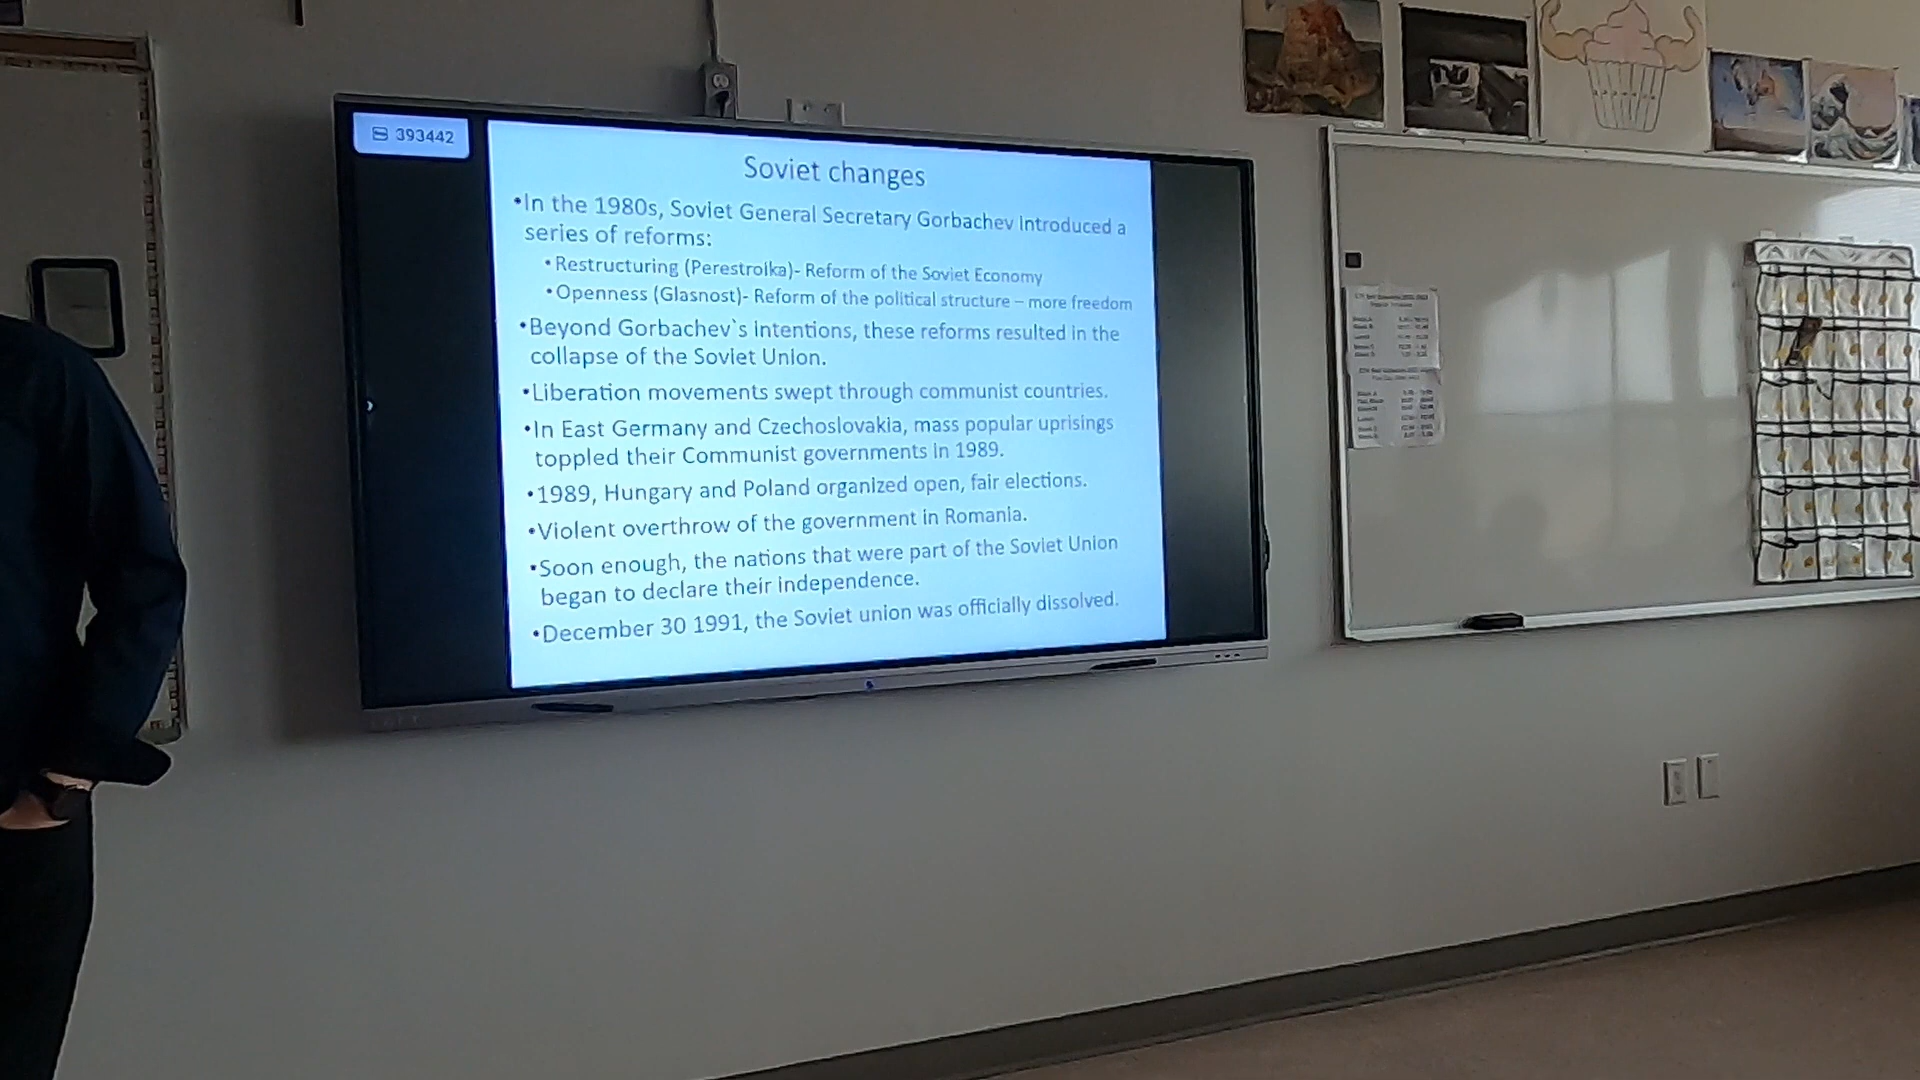 393442
Soviet changes
•In the 1980s, Soviet General Secretary Gorbachev introduced a
series of reforms:
•Restructuring (Perestroika)- Reform of the Soviet Economy
•Openness (Glasnost)- Reform of the political structure – more freedom
•Beyond Gorbachev`s intentions, these reforms resulted in the
collapse of the Soviet Union.
•Liberation movements swept through communist countries.
•In East Germany and Czechoslovakia, mass popular uprisings
toppled their Communist governments in 1989.
•1989, Hungary and Poland organized open, fair elections.
•Violent overthrow of the government in Romania.
•Soon enough, the nations that were part of the Soviet Union
began to declare their independence.
•December 30 1991, the Soviet union was officially dissolved.